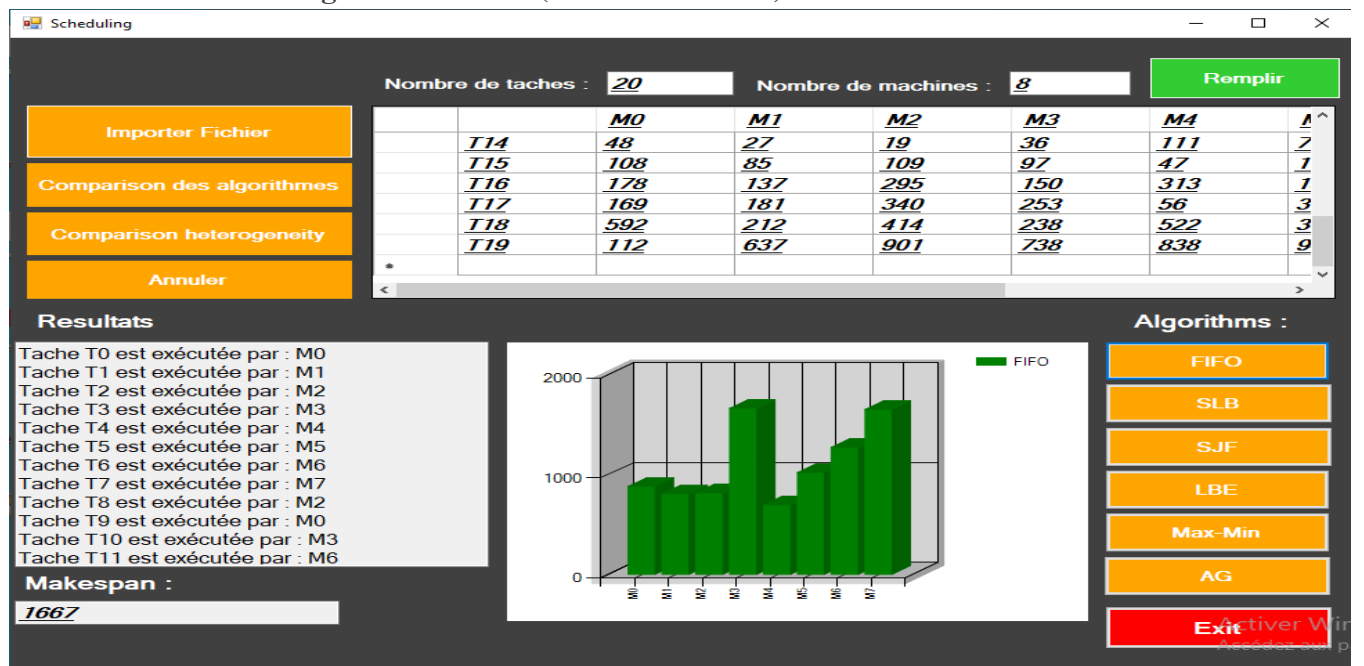 Scheduling
Nombre de taches : 20 Nombre de machines : 8 Remplir
Importer Fichier
Comparison des algorithmes
Comparison heterogeneity
Annuler
M0 M1 M2 M3 M4
T14 48 27 19 36 111 7
T15 108 85 109 97 47 1
T16 178 137 295 150 313 1
T17 169 181 340 253 56 3
T18 592 212 414 238 522 3
T19 112 637 901 738 838 9
Resultats
Tache T0 est exécutée par : M0
Tache T1 est exécutée par : M1
Tache T2 est exécutée par : M2
Tache T3 est exécutée par : M3
Tache T4 est exécutée par : M4
Tache T5 est exécutée par : M5
Tache T6 est exécutée par : M6
Tache T7 est exécutée par : M7
Tache T8 est exécutée par : M2
Tache T9 est exécutée par : M0
Tache T10 est exécutée par : M3
Tache T11 est exécutée par : M6
Makespan :
1667
2000
1000
0
M0 M1 M2 M3 M4 M5 M6 M7
FIFO
Algorithms :
FIFO
SLB
SJF
LBE
Max-Min
AG
Exit
Activer Win
Accédez aux p